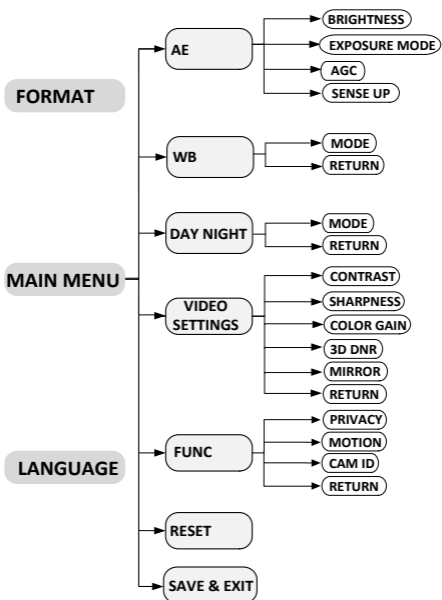 FORMAT
MAIN MENU
LANGUAGE
AE
BRIGHTNESS
EXPOSURE MODE
AGC
SENSE UP
WB
MODE
RETURN
DAY NIGHT
MODE
RETURN
VIDEO
SETTINGS
CONTRAST
SHARPNESS
COLOR GAIN
3D DNR
MIRROR
RETURN
FUNC
PRIVACY
MOTION
CAM ID
RETURN
RESET
SAVE & EXIT